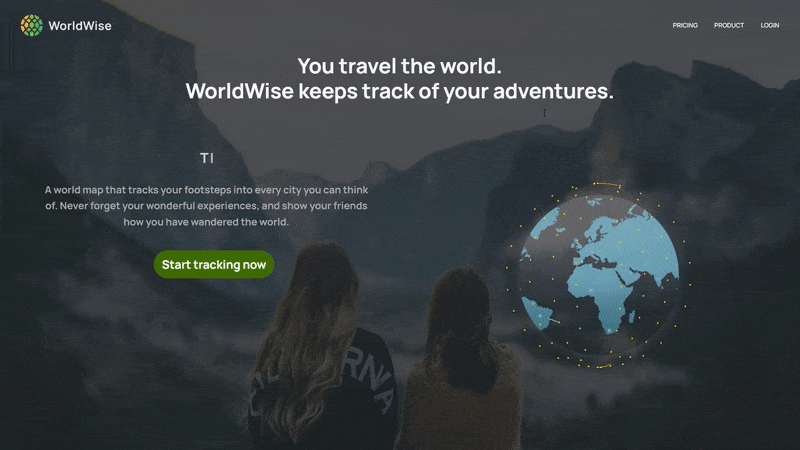 WorldWise
PRICING
PRODUCT
LOGIN
You travel the world.
WorldWise keeps track of your adventures.
T|
A world map that tracks your footsteps into every city you can think
of. Never forget your wonderful experiences, and show your friends
how you have wandered the world.
Start tracking now